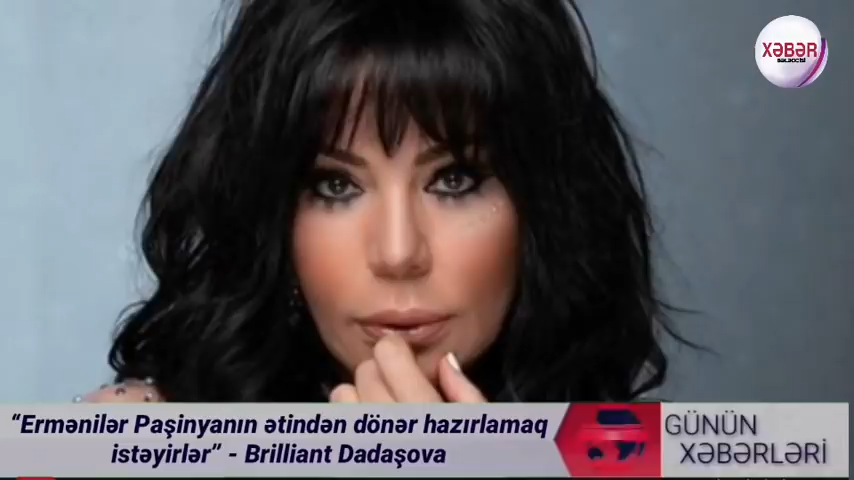 XƏBƏR
"Ermənilər Paşinyanın ətindən dönər hazırlamaq
istəyirlər" - Brilliant Dadaşova
GÜNÜN
XƏBƏRLƏRİ